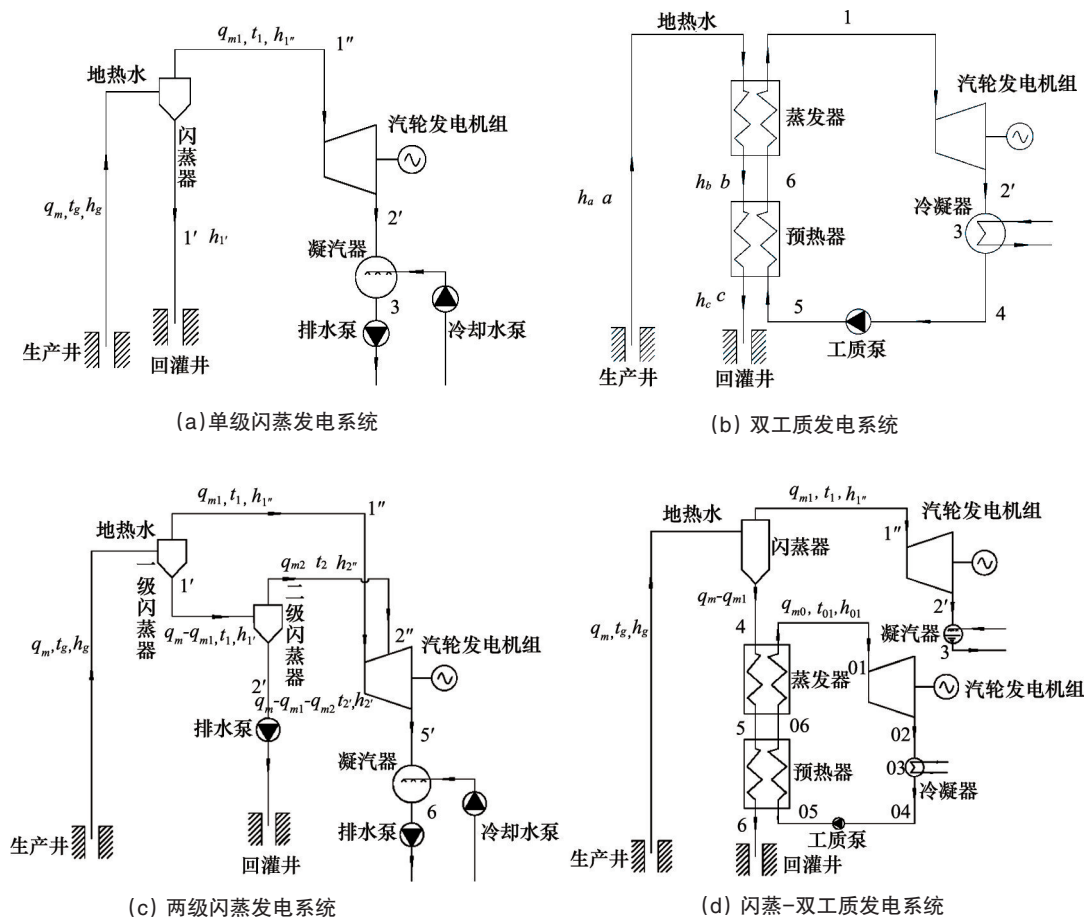 q_{m1}, t_1, h_{1''}
1''
地热水
汽轮发电机组
闪蒸器
q_m, t_g, h_g
1' h_{1'}
2'
凝汽器
3
排水泵
冷却水泵
生产井
回灌井
(a)单级闪蒸发电系统
地热水
1
汽轮发电机组
蒸发器
h_a a
h_b b
6
2'
冷凝器
3
预热器
h_c c
5
4
工质泵
生产井
回灌井
(b) 双工质发电系统
q_{m1}, t_1, h_{1''}
1''
地热水
一级闪蒸器
1'
q_{m2} t_2 h_{2''}
二级闪蒸器
q_m-q_{m1}, t_1, h_{1'}
q_m, t_g, h_g
2''
汽轮发电机组
2'
q_m-q_{m1}-q_{m2} t_{2'}, h_{2'}
排水泵
5'
凝汽器
6
排水泵
冷却水泵
生产井
回灌井
(c) 两级闪蒸发电系统
q_{m1}, t_1, h_{1''}
地热水
汽轮发电机组
1''
闪蒸器
q_m-q_{m1}
q_{m0}, t_{01}, h_{01}
2'
q_m, t_g, h_g
4
凝汽器
3
蒸发器
01
汽轮发电机组
5
06
02
预热器
03
冷凝器
6
05
04
工质泵
生产井
回灌井
(d) 闪蒸-双工质发电系统